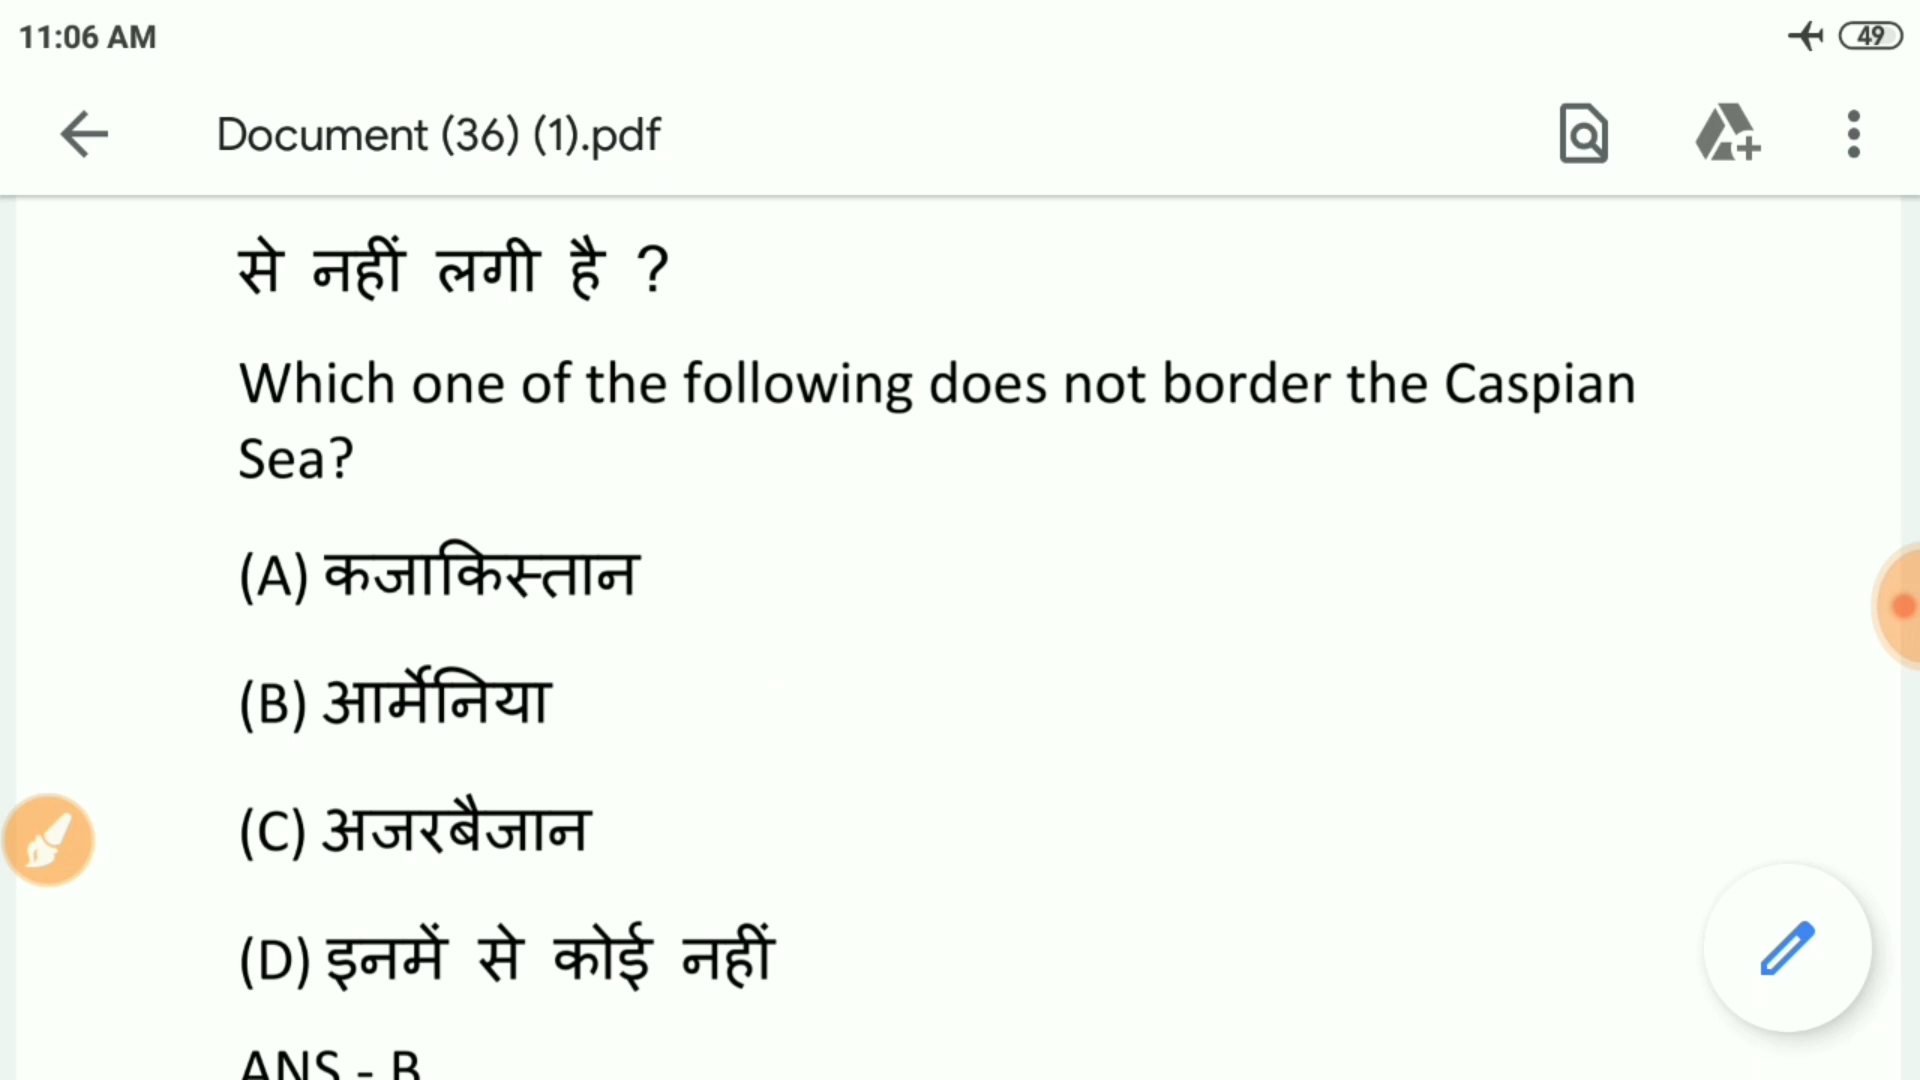 11:06 AM
49
Document (36) (1).pdf
से नहीं लगी है ?
Which one of the following does not border the Caspian
Sea?
(A) कजाकिस्तान
(B) आर्मेनिया
(C) अजरबैजान
(D) इनमें से कोई नहीं
ANS - B